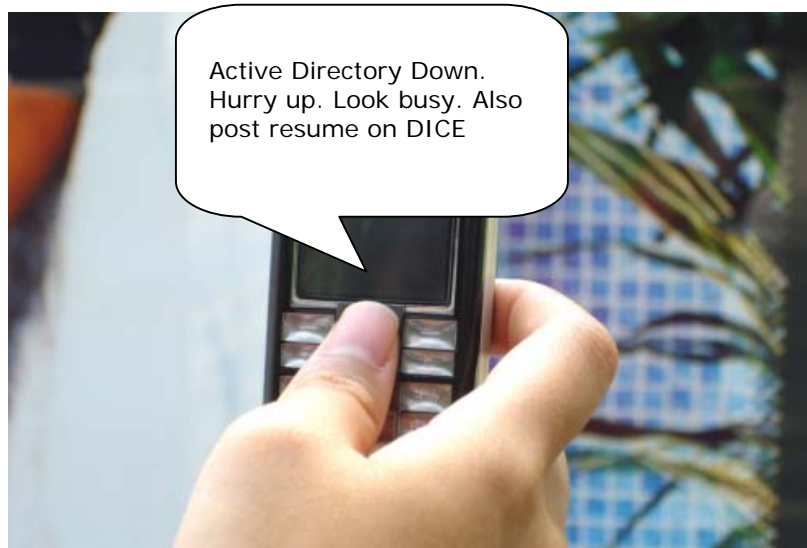 Active Directory Down.
Hurry up. Look busy. Also
post resume on DICE